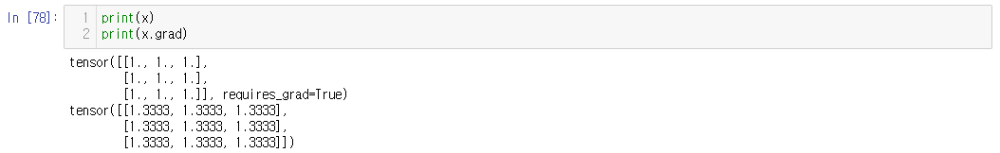 In [78]:
1 print(x)
2 print(x.grad)
tensor([[1., 1., 1.],
        [1., 1., 1.],
        [1., 1., 1.]], requires_grad=True)
tensor([[1.3333, 1.3333, 1.3333],
        [1.3333, 1.3333, 1.3333],
        [1.3333, 1.3333, 1.3333]])